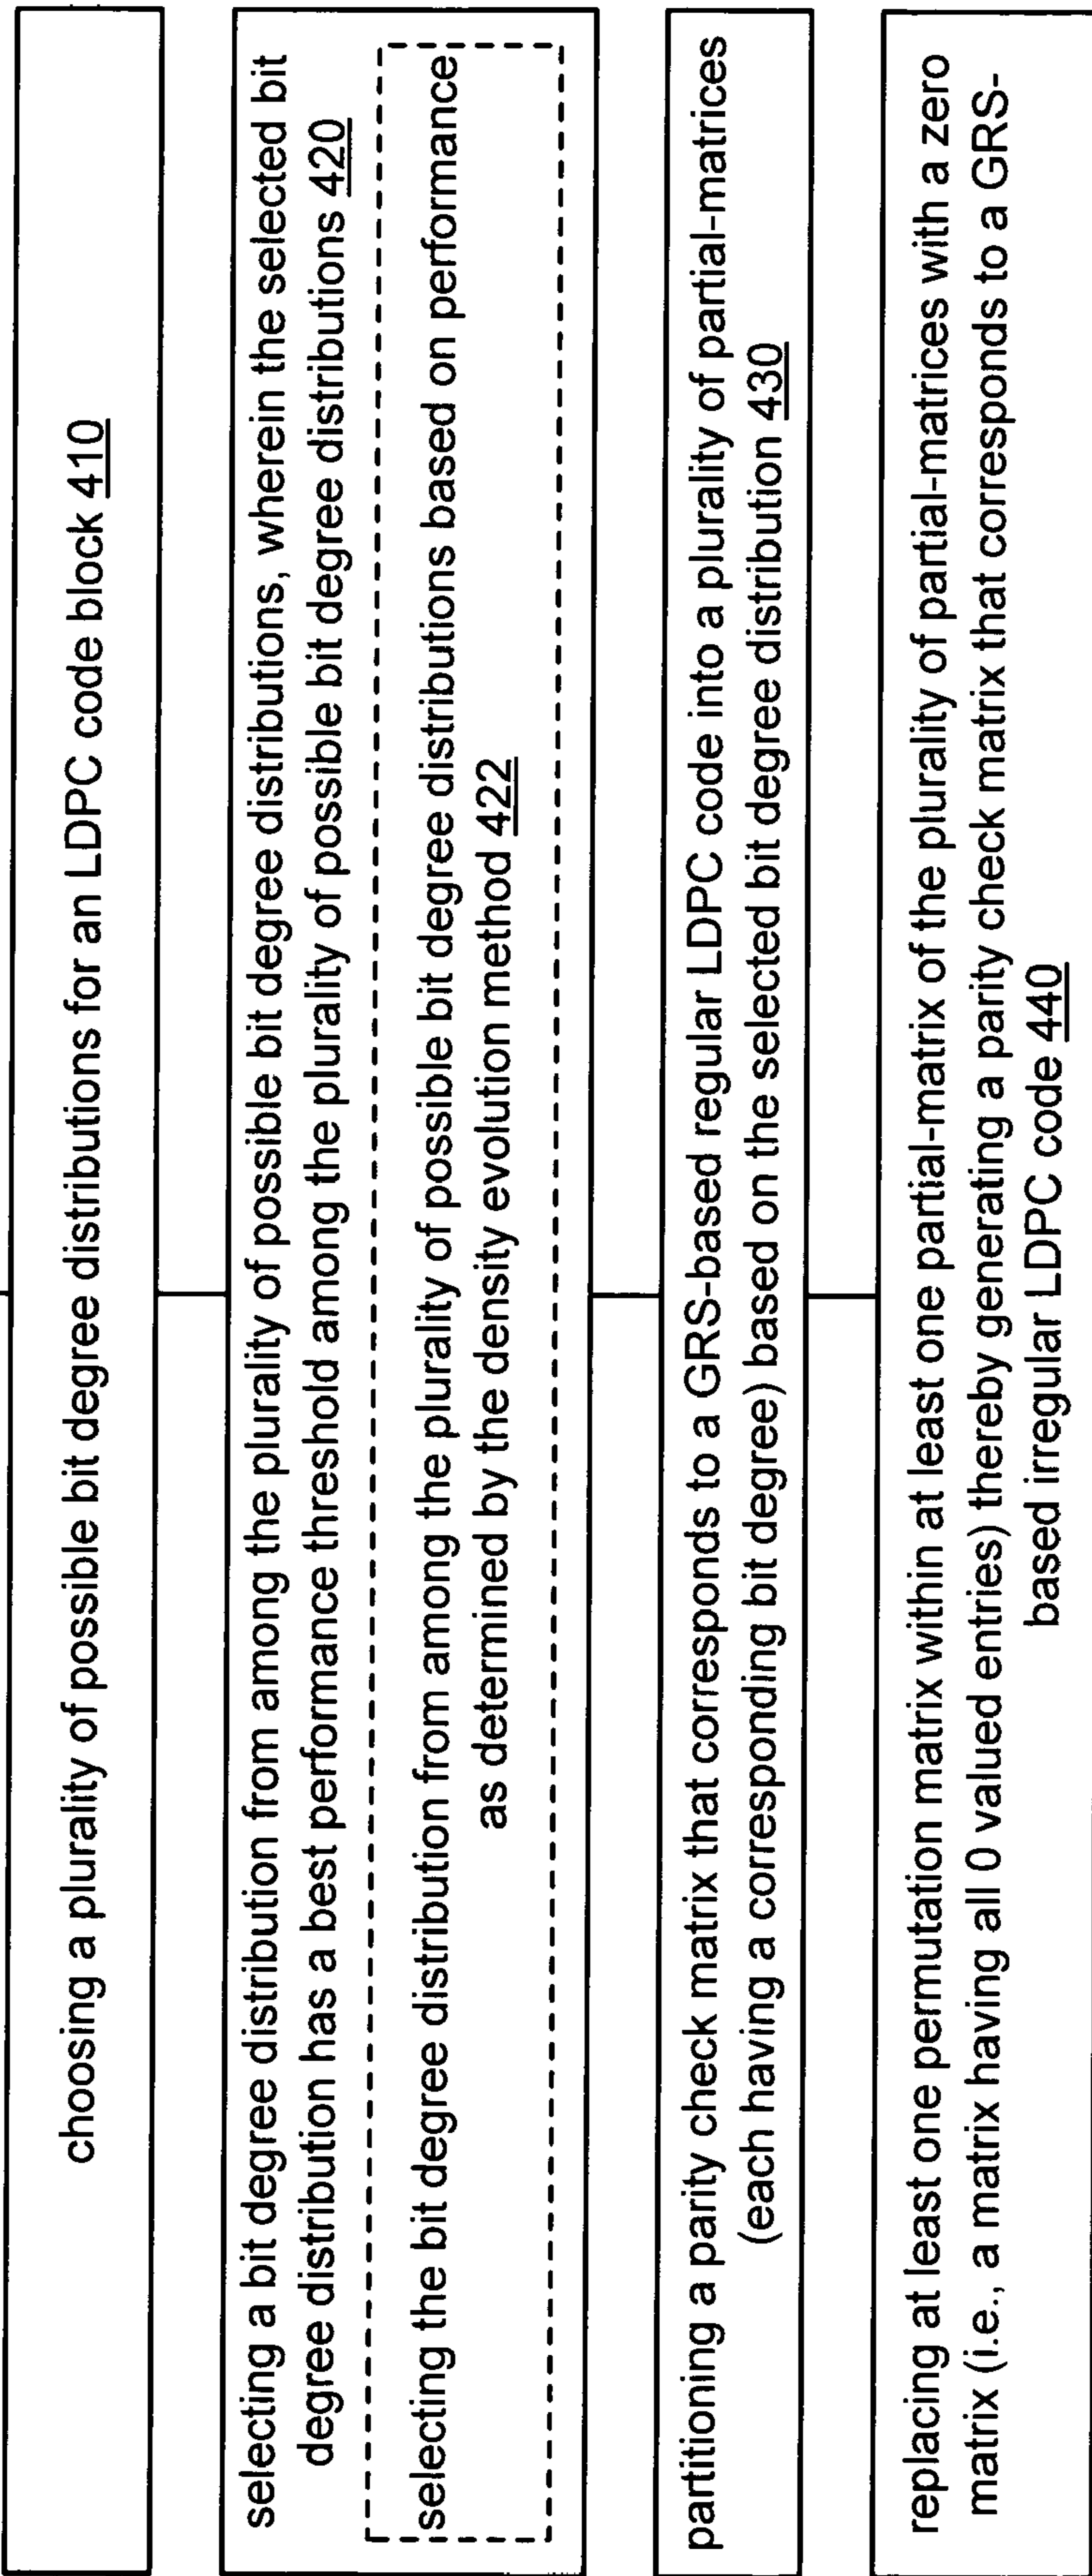 choosing a plurality of possible bit degree distributions for an LDPC code block 410
selecting a bit degree distribution from among the plurality of possible bit degree distributions, wherein the selected bit
degree distribution has a best performance threshold among the plurality of possible bit degree distributions 420
selecting the bit degree distribution from among the plurality of possible bit degree distributions based on performance
as determined by the density evolution method 422
partitioning a parity check matrix that corresponds to a GRS-based regular LDPC code into a plurality of partial-matrices
(each having a corresponding bit degree) based on the selected bit degree distribution 430
replacing at least one permutation matrix within at least one partial-matrix of the plurality of partial-matrices with a zero
matrix (i.e., a matrix having all 0 valued entries) thereby generating a parity check matrix that corresponds to a GRS-
based irregular LDPC code 440